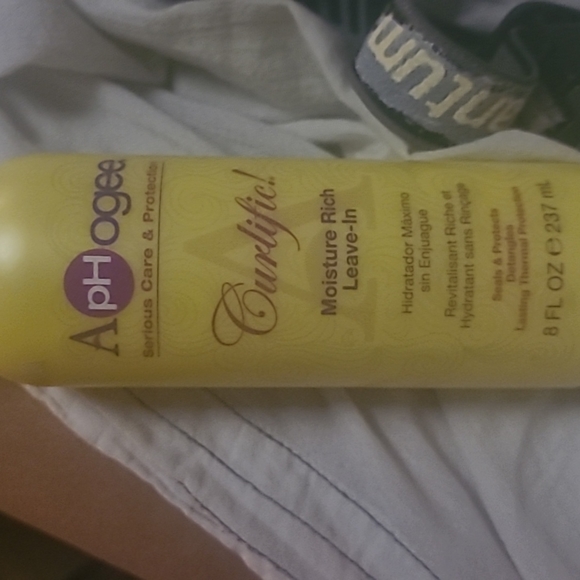 ApHogee
Serious Care & Protection
Curlific!
Moisture Rich
Leave-In
Hidratador Máximo
sin Enjuague
Revitalisant Riche et
Hydratant sans Rinçage
Seals & Protects
Detangles
Lasting Thermal Protection
8 FL OZ ℮ 237 mL